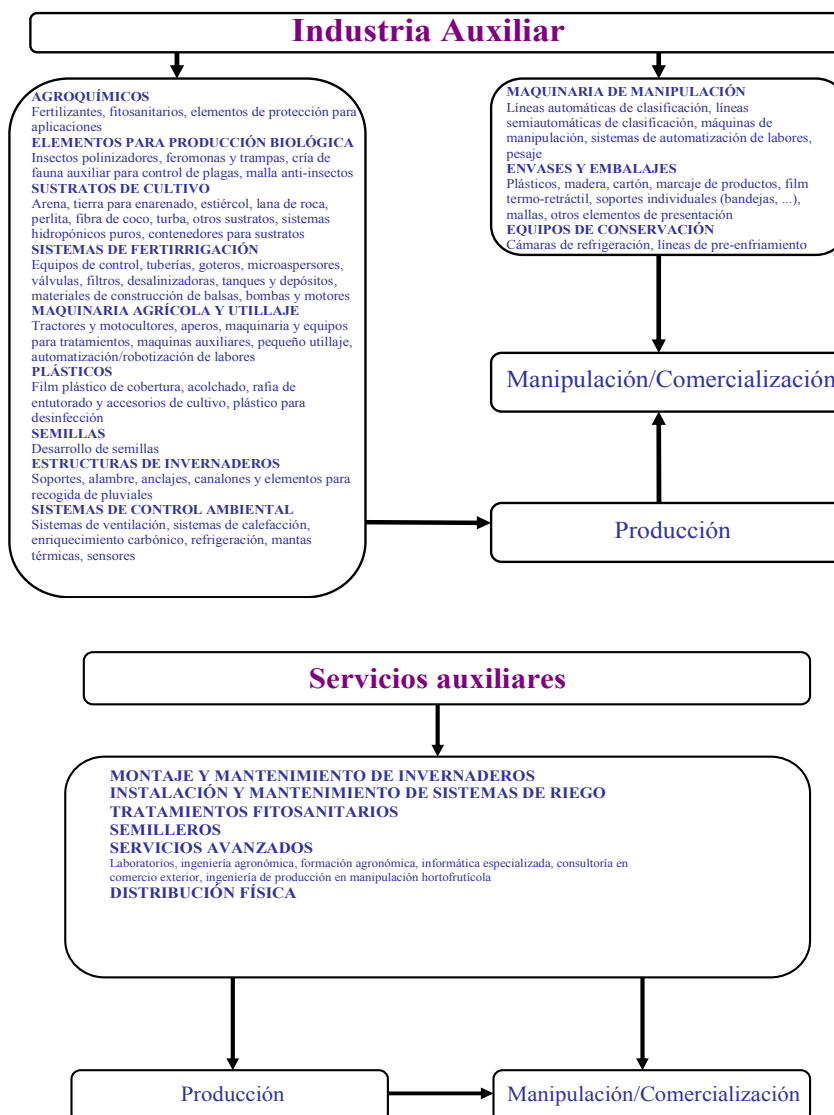 Industria Auxiliar
AGROQUÍMICOS
Fertilizantes, fitosanitarios, elementos de protección para
aplicaciones
ELEMENTOS PARA PRODUCCIÓN BIOLÓGICA
Insectos polinizadores, feromonas y trampas, cría de
fauna auxiliar para control de plagas, malla anti-insectos
SUSTRATOS DE CULTIVO
Arena, tierra para enarenado, estiércol, lana de roca,
perlita, fibra de coco, turba, otros sustratos, sistemas
hidropónicos puros, contenedores para sustratos
SISTEMAS DE FERTIRRIGACIÓN
Equipos de control, tuberías, goteros, microaspersores,
válvulas, filtros, desalinizadoras, tanques y depósitos,
materiales de construcción de balsas, bombas y motores
MAQUINARIA AGRÍCOLA Y UTILLAJE
Tractores y motocultores, aperos, maquinaria y equipos
para tratamientos, maquinas auxiliares, pequeño utillaje,
automatización/robotización de labores
PLÁSTICOS
Film plástico de cobertura, acolchado, rafia de
entutorado y accesorios de cultivo, plástico para
desinfección
SEMILLAS
Desarrollo de semillas
ESTRUCTURAS DE INVERNADEROS
Soportes, alambre, anclajes, canalones y elementos para
recogida de pluviales
SISTEMAS DE CONTROL AMBIENTAL
Sistemas de ventilación, sistemas de calefacción,
enriquecimiento carbónico, refrigeración, mantas
térmicas, sensores
MAQUINARIA DE MANIPULACIÓN
Líneas automáticas de clasificación, líneas
semiautomáticas de clasificación, máquinas de
manipulación, sistemas de automatización de labores,
pesaje
ENVASES Y EMBALAJES
Plásticos, madera, cartón, marcaje de productos, film
termo-retráctil, soportes individuales (bandejas, ...),
mallas, otros elementos de presentación
EQUIPOS DE CONSERVACIÓN
Cámaras de refrigeración, líneas de pre-enfriamiento
Manipulación/Comercialización
Producción
Servicios auxiliares
MONTAJE Y MANTENIMIENTO DE INVERNADEROS
INSTALACIÓN Y MANTENIMIENTO DE SISTEMAS DE RIEGO
TRATAMIENTOS FITOSANITARIOS
SEMILLEROS
SERVICIOS AVANZADOS
Laboratorios, ingeniería agronómica, formación agronómica, informática especializada, consultoría en
comercio exterior, ingeniería de producción en manipulación hortofrutícola
DISTRIBUCIÓN FÍSICA
Producción
Manipulación/Comercialización